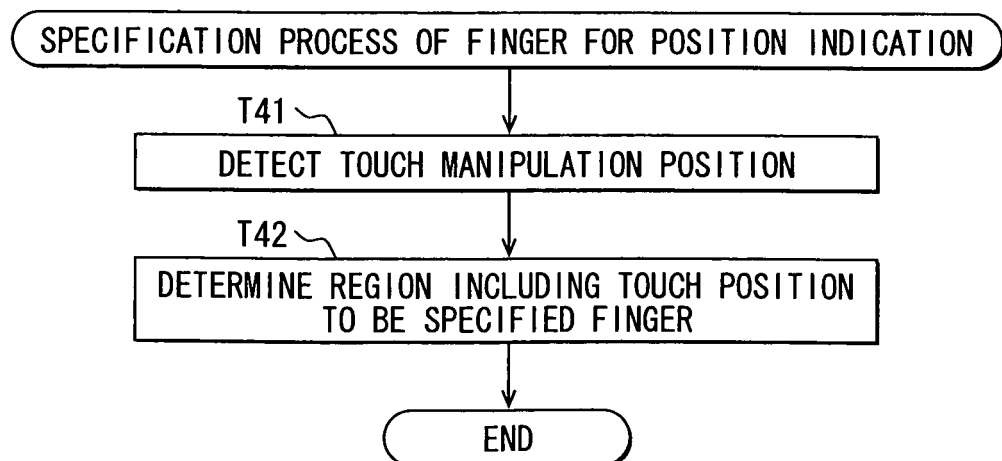 SPECIFICATION PROCESS OF FINGER FOR POSITION INDICATION
T41
DETECT TOUCH MANIPULATION POSITION
T42
DETERMINE REGION INCLUDING TOUCH POSITION
TO BE SPECIFIED FINGER
END